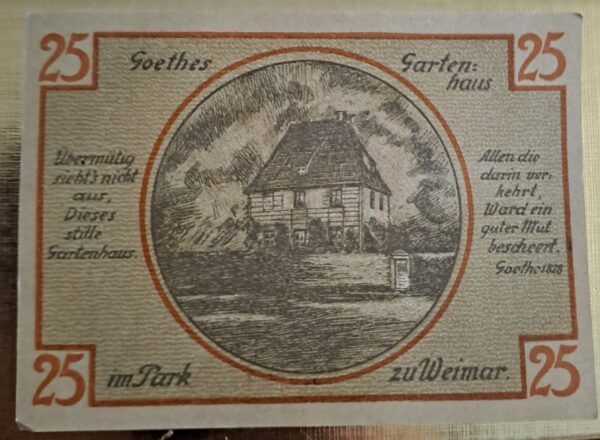 25
25
Goethes
Garten:
haus
Übermütig
sieht's nicht
aus,
Dieses
stille
Gartenhaus.
Allen die
darin ver-
kehrt,
Ward ein
guter Mut
bescheert.
Goethe 1828
25
im Park
zu Weimar.
25